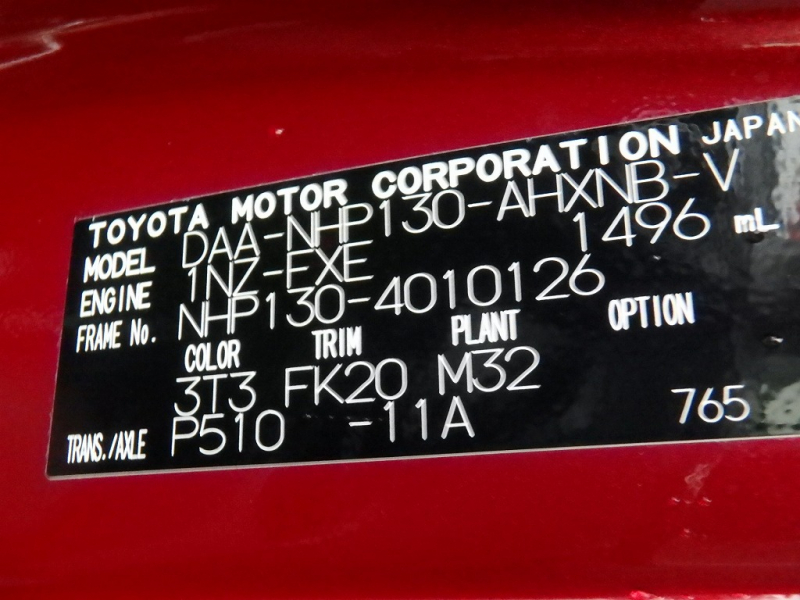 TOYOTA MOTOR CORPORATION JAPAN
MODEL DAA-NHP130-AHXNB-V
ENGINE 1NZ-FXE 1496 mL
FRAME No. NHP130-4010126
COLOR TRIM PLANT OPTION
3T3 FK20 M32
TRANS./AXLE P510 -11A 765